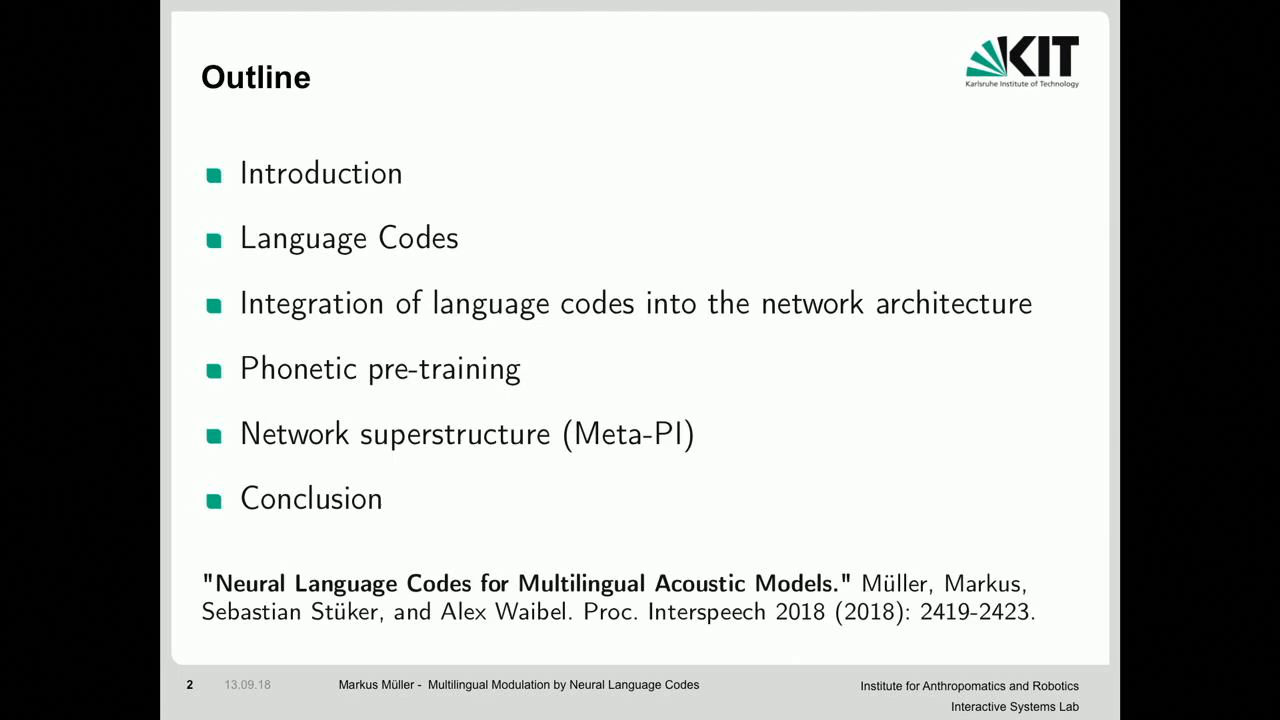 Outline
KIT
Karlsruhe Institute of Technology
Introduction
Language Codes
Integration of language codes into the network architecture
Phonetic pre-training
Network superstructure (Meta-PI)
Conclusion
"Neural Language Codes for Multilingual Acoustic Models." Müller, Markus,
Sebastian Stüker, and Alex Waibel. Proc. Interspeech 2018 (2018): 2419-2423.
2 13.09.18 Markus Müller - Multilingual Modulation by Neural Language Codes Institute for Anthropomatics and Robotics
Interactive Systems Lab